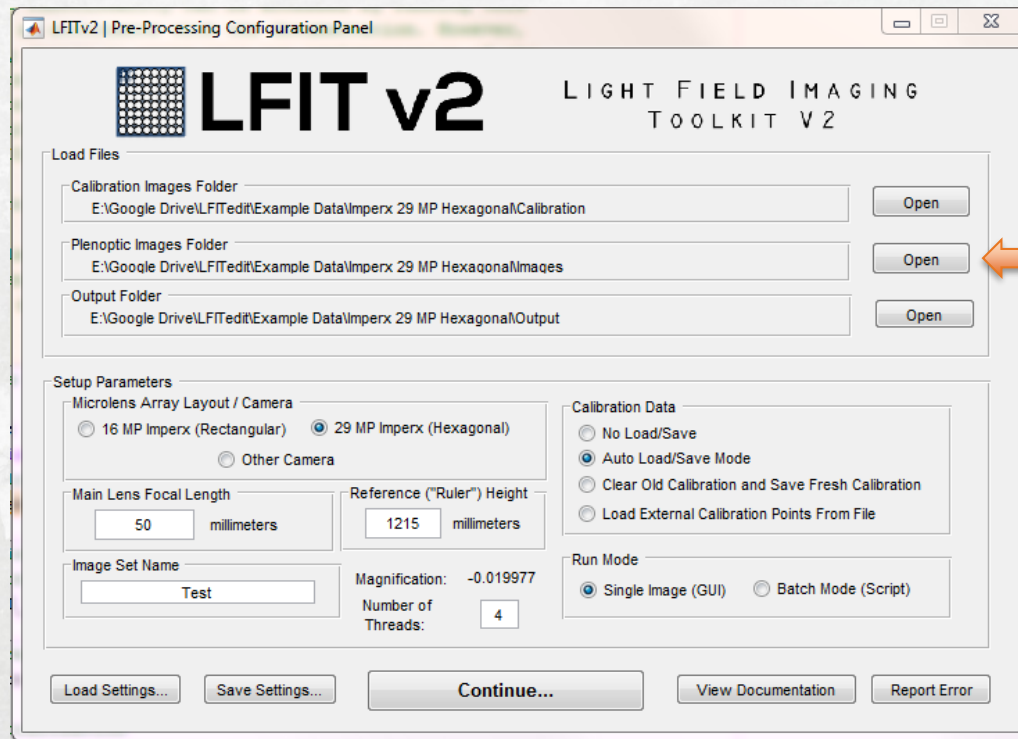 LFITv2 | Pre-Processing Configuration Panel
LFIT v2
LIGHT FIELD IMAGING
TOOLKIT V2
Load Files
Calibration Images Folder
E:\Google Drive\LFITedit\Example Data\Imperx 29 MP Hexagonal\Calibration
Open
Plenoptic Images Folder
E:\Google Drive\LFITedit\Example Data\Imperx 29 MP Hexagonal\Images
Open
Output Folder
E:\Google Drive\LFITedit\Example Data\Imperx 29 MP Hexagonal\Output
Open
Setup Parameters
Microlens Array Layout / Camera
16 MP Imperx (Rectangular) 29 MP Imperx (Hexagonal)
Other Camera
Main Lens Focal Length
50 millimeters
Reference ("Ruler") Height
1215 millimeters
Image Set Name
Test
Magnification: -0.019977
Number of
Threads:
4
Calibration Data
No Load/Save
Auto Load/Save Mode
Clear Old Calibration and Save Fresh Calibration
Load External Calibration Points From File
Run Mode
Single Image (GUI) Batch Mode (Script)
Load Settings... Save Settings... Continue... View Documentation Report Error